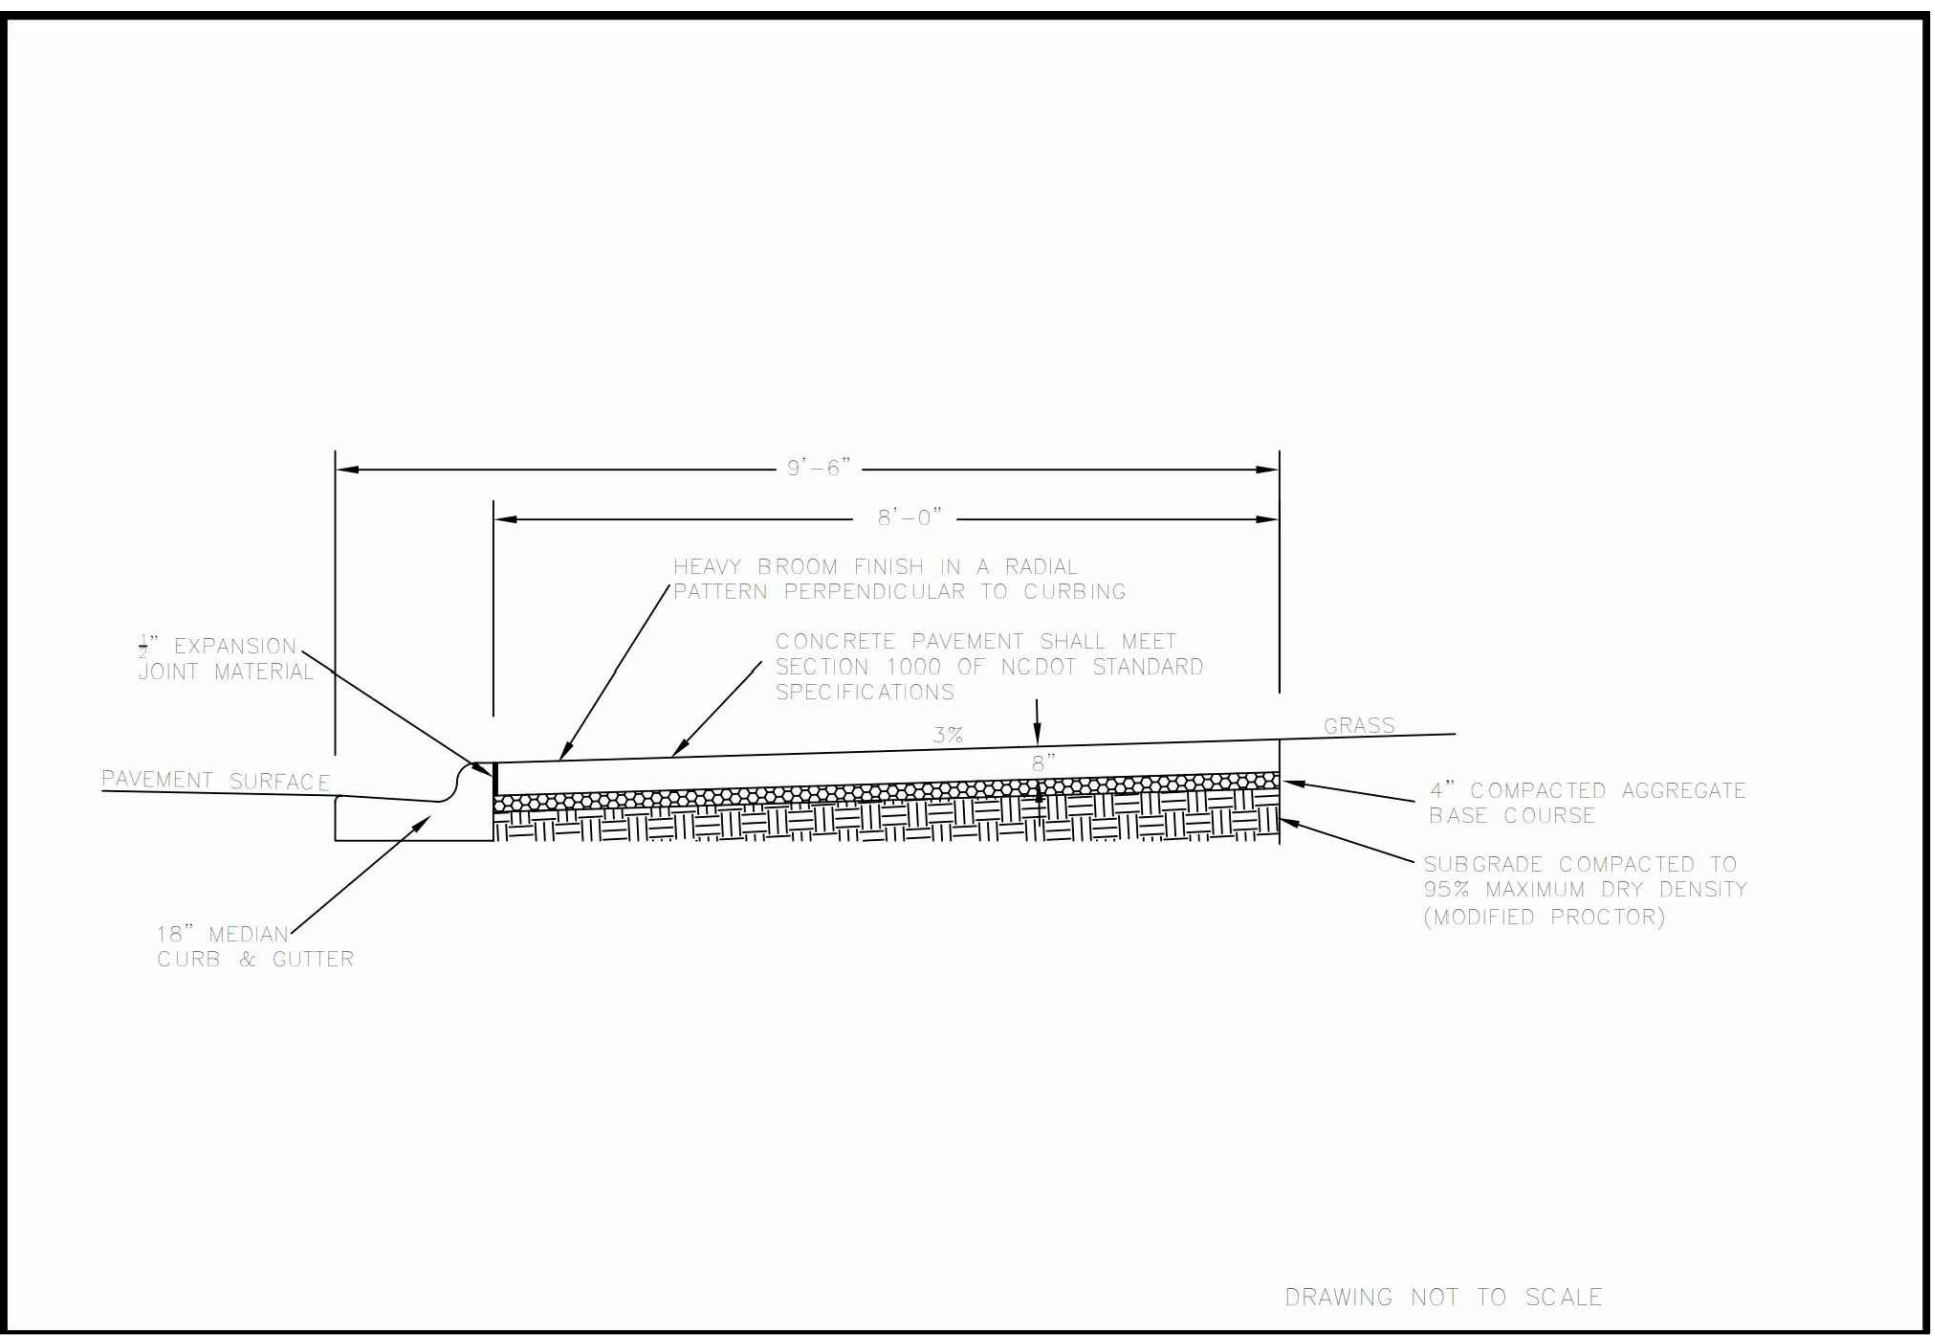 9'-6"
8'-0"
HEAVY BROOM FINISH IN A RADIAL
PATTERN PERPENDICULAR TO CURBING
½" EXPANSION
JOINT MATERIAL
CONCRETE PAVEMENT SHALL MEET
SECTION 1000 OF NCDOT STANDARD
SPECIFICATIONS
3%
GRASS
8"
PAVEMENT SURFACE
4" COMPACTED AGGREGATE
BASE COURSE
SUBGRADE COMPACTED TO
95% MAXIMUM DRY DENSITY
(MODIFIED PROCTOR)
18" MEDIAN
CURB & GUTTER
DRAWING NOT TO SCALE